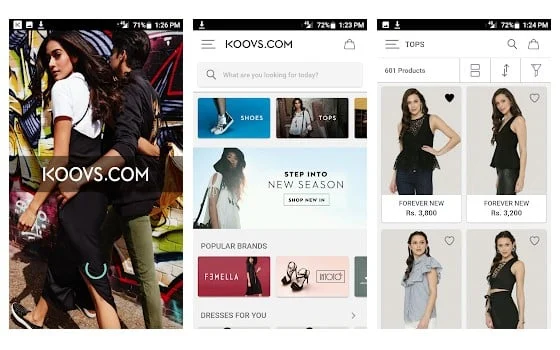 71% 1:26 PM
KOOVS.COM
71% 1:23 PM
KOOVS.COM
What are you looking for today?
SHOES
TOPS
STEP INTO
NEW SEASON
SHOP NEW IN
POPULAR BRANDS
FEMELLA
DRESSES FOR YOU
72% 1:24 PM
TOPS
601 Products
FOREVER NEW
Rs. 3,800
FOREVER NEW
Rs. 3,200